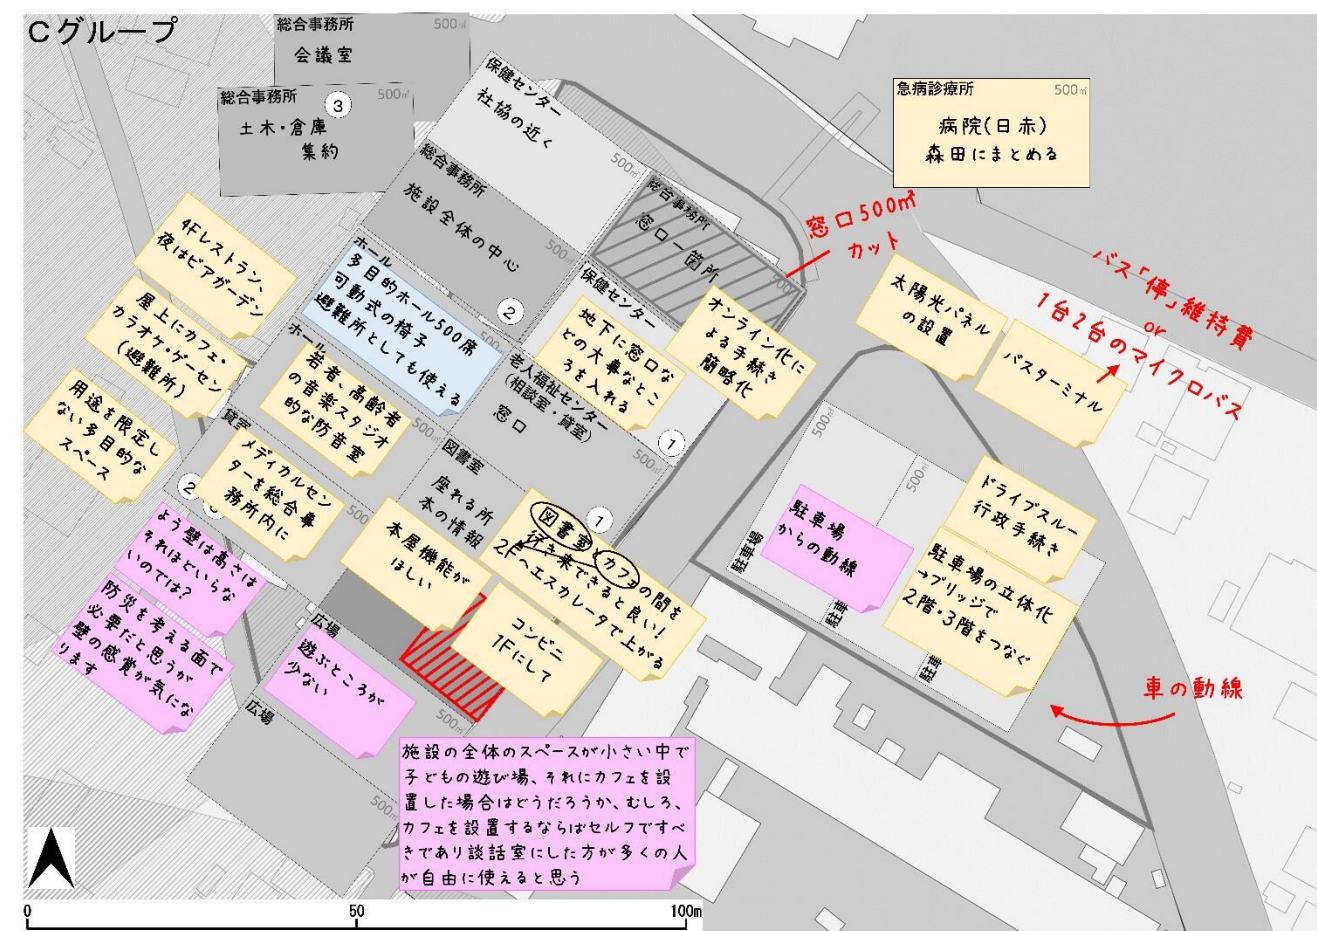 Cグループ
総合事務所 500㎡
会議室
総合事務所 500㎡
3
土木・倉庫
集約
保健センター
社協の近く
500㎡
総合事務所
施設全体の中心
500㎡
2
総合事務所
窓口一箇所
500
窓口500㎡
カット
急病診療所 500㎡
病院(日赤)
森田にまとめる
バス「停」維持費
or
1台2台のマイクロバス
4Fレストラン、
夜はビアガーデン
屋上にカフェ・
カラオケ・ゲーセン
(避難所)
用途を限定し
ない多目的な
スペース
ホール
多目的ホール500席
可動式の椅子
避難所としても使える
500㎡
ホール
若者、高齢者
の音楽スタジオ
的な防音室
500㎡
保健センター
地下に窓口な
どの大事なとこ
ろを入れる
1
オンライン化に
よる手続き
簡略化
太陽光パネル
の設置
バスターミナル
老人福祉センター
(相談室・貸室)
窓口
500㎡
貸室
メディカルセン
ターを総合事
務所内に
2
500㎡
図書室
座れる所
本の情報
1
本屋機能が
ほしい
図書室とカフェの間を
行き来できると良い!
2Fへエスカレータで上がる
コンビニ
1Fにして
よう壁は高さは
それほどいらな
いのでは?
防災を考える面で
必要だと思うが
壁の感覚が気にな
ります
広場
遊ぶところが
少ない
500㎡
広場
500㎡
500㎡
500㎡
駐車場
駐車場
からの動線
駐車
駐車
ドライブスルー
行政手続き
駐車場の立体化
→ブリッジで
2階・3階をつなぐ
車の動線
施設の全体のスペースが小さい中で
子どもの遊び場、それにカフェを設
置した場合はどうだろうか、むしろ、
カフェを設置するならばセルフですべ
きであり談話室にした方が多くの人
が自由に使えると思う
0 50 100m